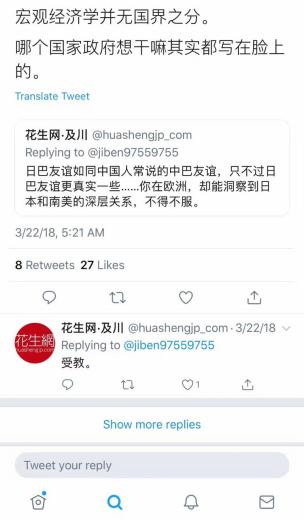 宏观经济学并无国界之分。
哪个国家政府想干嘛其实都写在脸上
的。
Translate Tweet
花生网·及川 @huashengjp_com
Replying to @jiben97559755
日巴友谊如同中国人常说的中巴友谊，只不过日
巴友谊更真实一些......你在欧洲，却能洞察到日
本和南美的深层关系，不得不服。
3/22/18, 5:21 AM
8 Retweets 27 Likes
花生網
huashengjp.com
花生网·及川 @huashengjp_com · 3/22/18
Replying to @jiben97559755
受教。
1
Show more replies
Tweet your reply